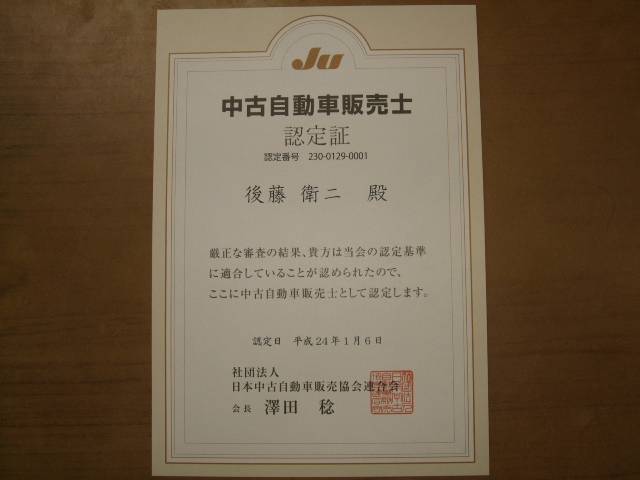 Ju
中古自動車販売士
認定証
認定番号 230-0129-0001
後藤 衛二 殿
厳正な審査の結果、貴方は当会の認定基準
に適合していることが認められたので、
ここに中古自動車販売士として認定します。
認定日 平成24年1月6日
社団法人
日本中古自動車販売協会連合会
会長 澤田 稔